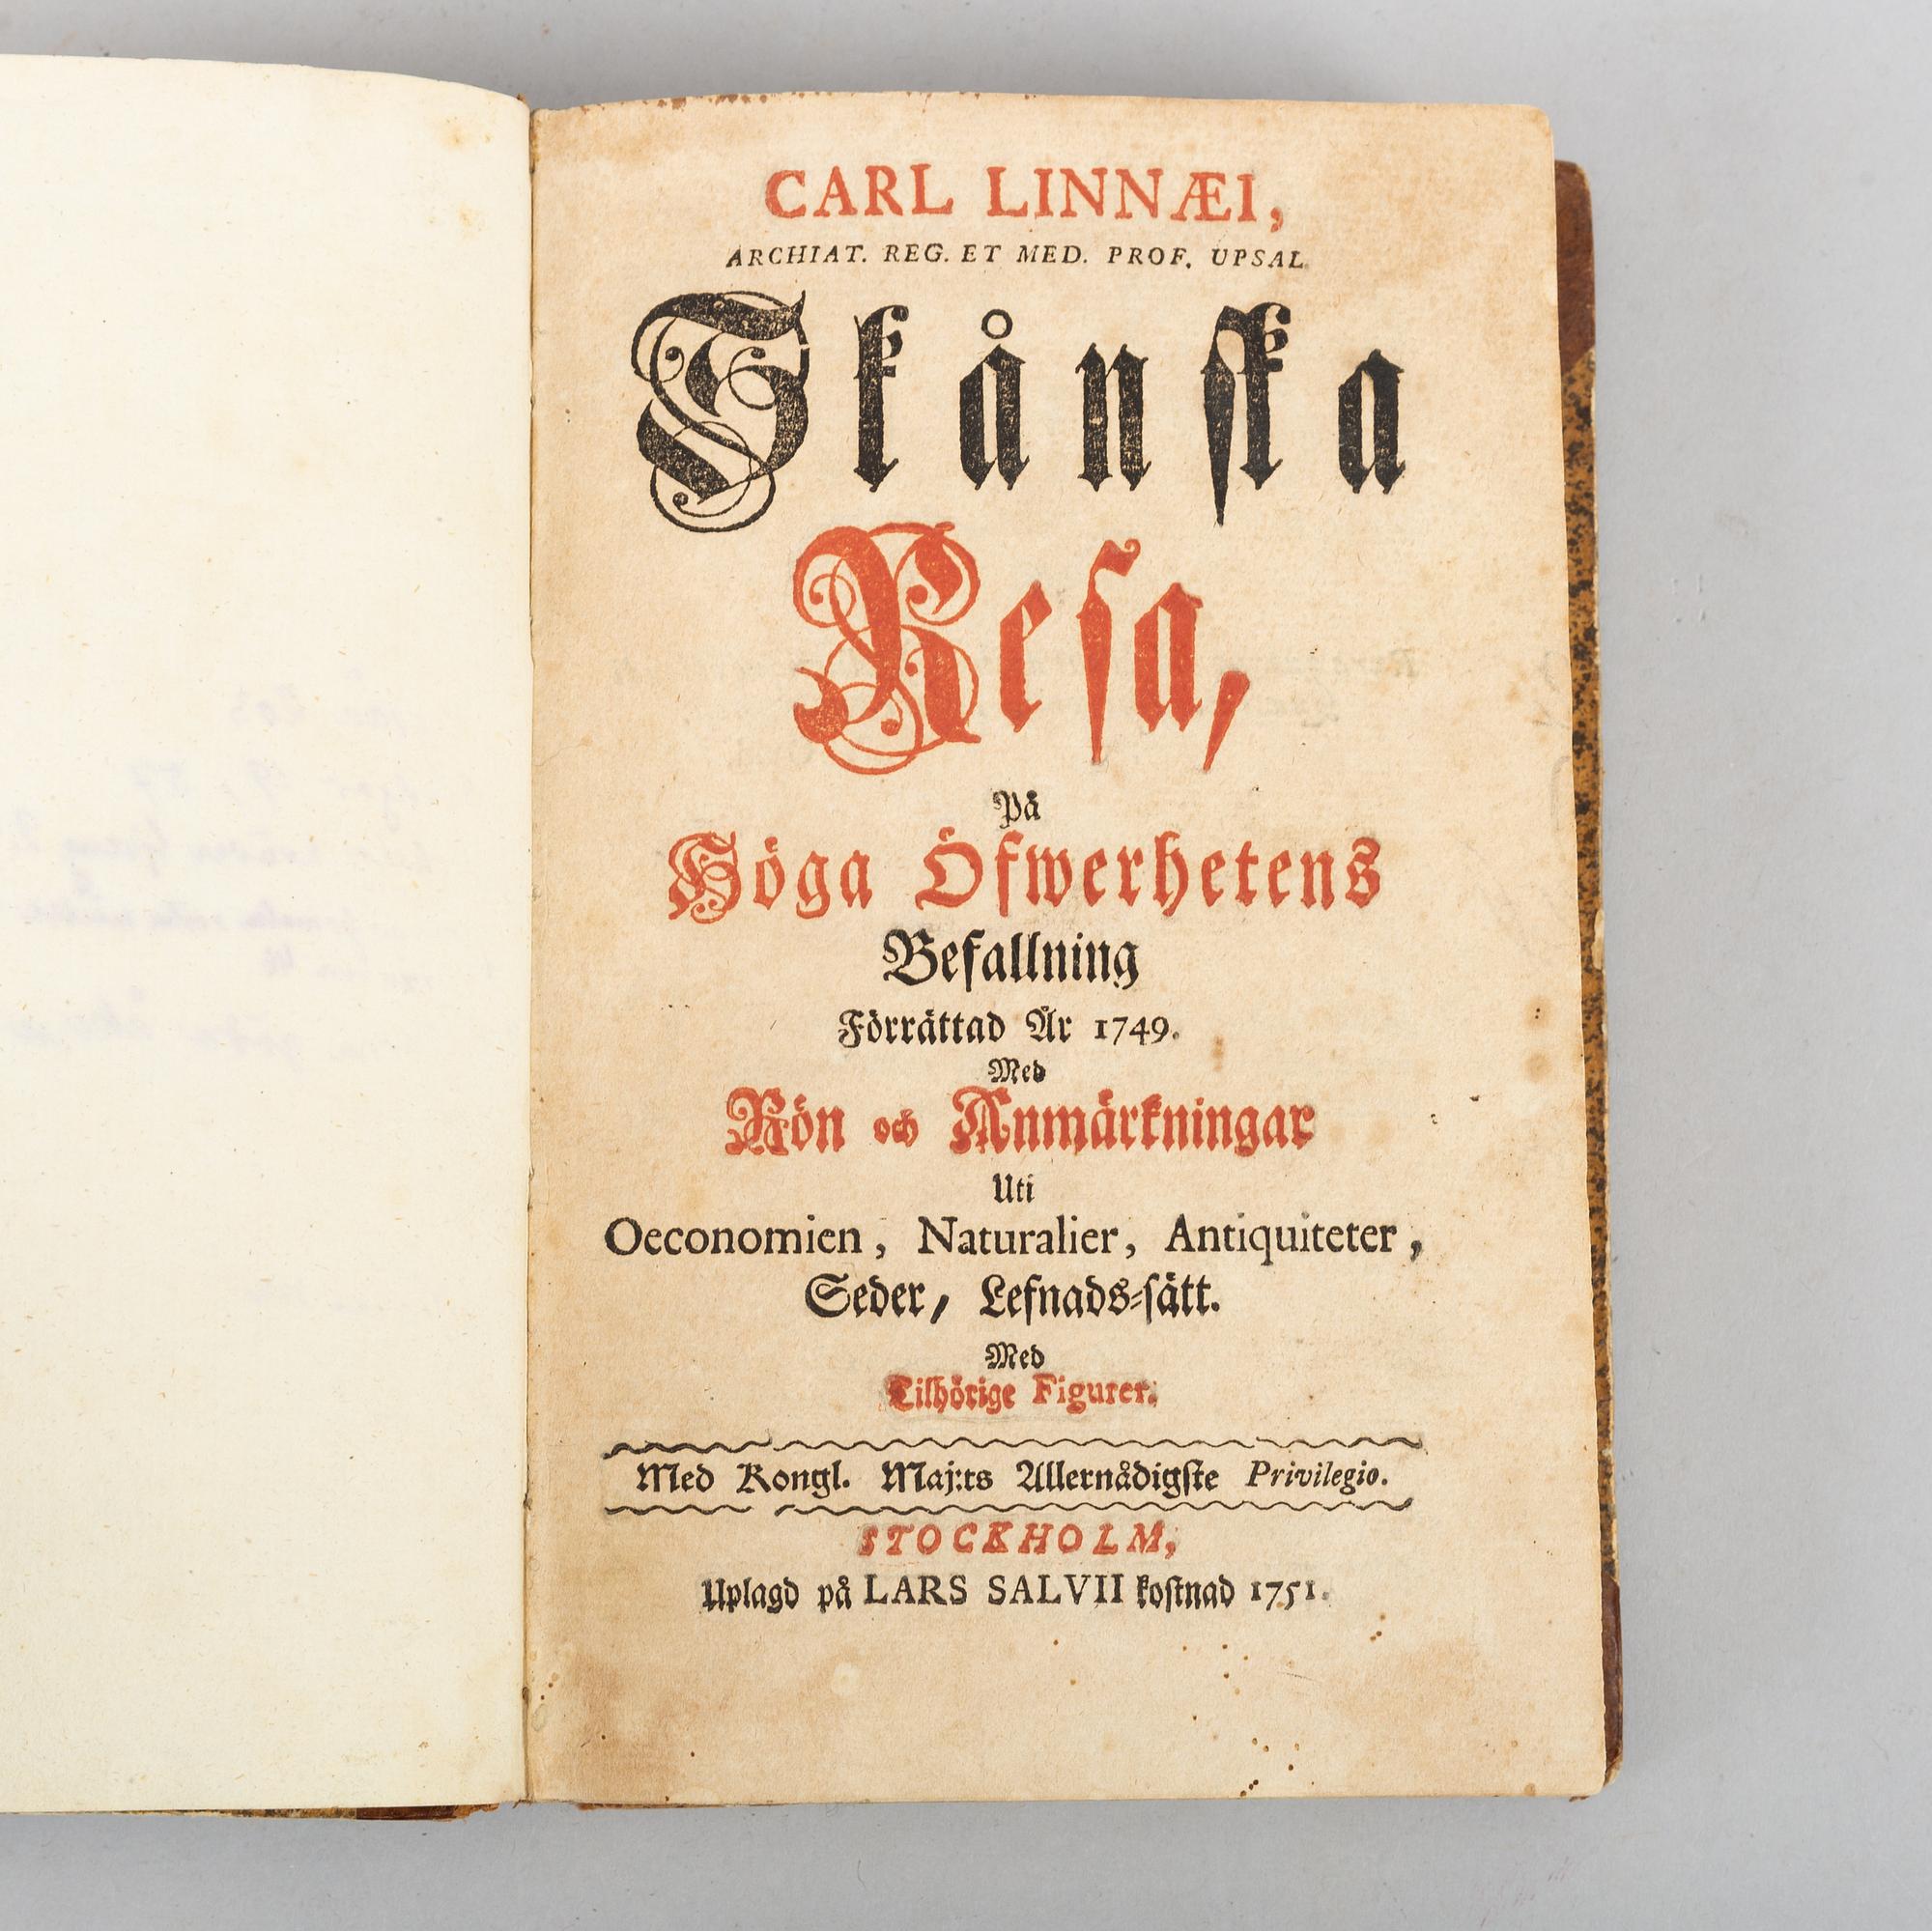 CARL LINNÆI,
ARCHIAT. REG. ET MED. PROF. UPSAL.
Skånſka
Reſa,
På
Höga Öfwerhetens
Befallning
Förrättad År 1749.
Med
Rön och Anmärkningar
Uti
Oeconomien, Naturalier, Antiquiteter,
Seder, Lefnads-ſätt.
Med
Tilhörige Figurer.
Med Kongl. Maj:ts Allernådigſte Privilegio.
STOCKHOLM,
Uplagd på LARS SALVII koſtnad 1751.